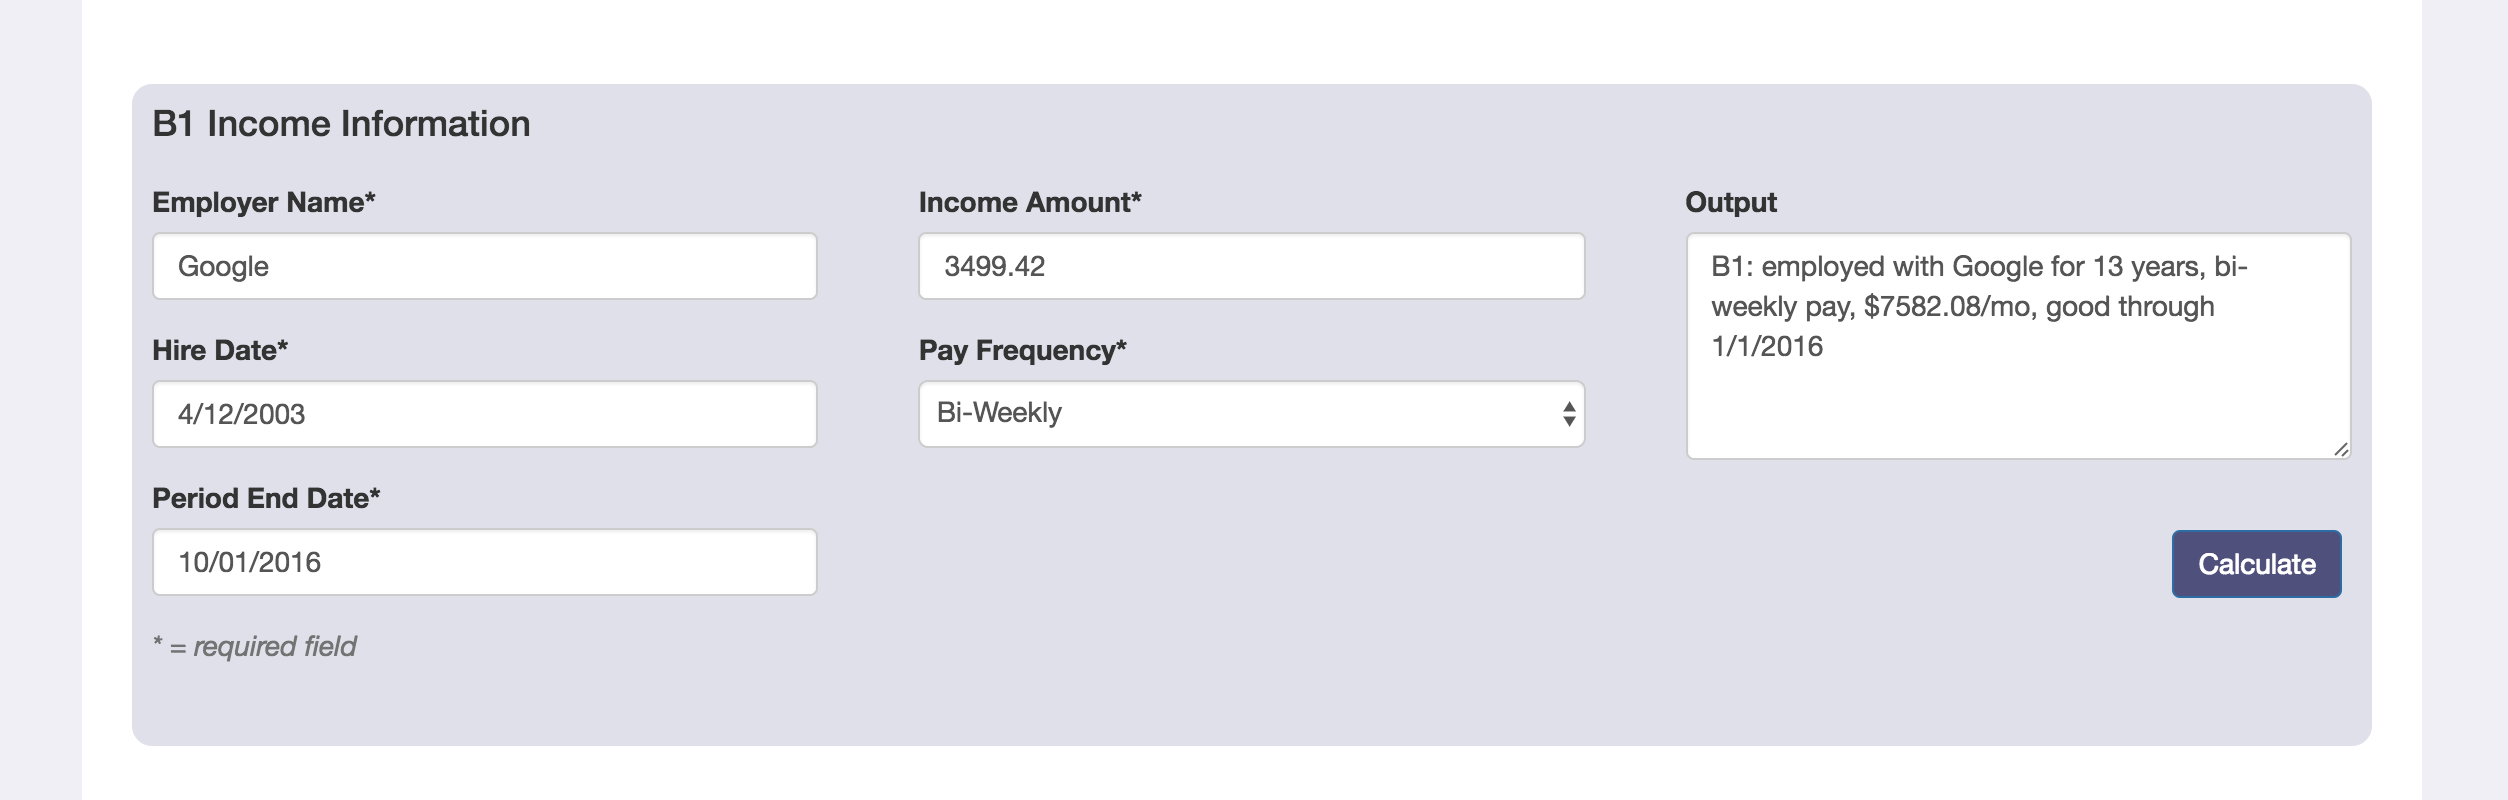 B1 Income Information
Employer Name*
Google
Hire Date*
4/12/2003
Period End Date*
10/01/2016
* = required field
Income Amount*
3499.42
Pay Frequency*
Bi-Weekly
Output
B1: employed with Google for 13 years, bi-
weekly pay, $7582.08/mo, good through
1/1/2016
Calculate